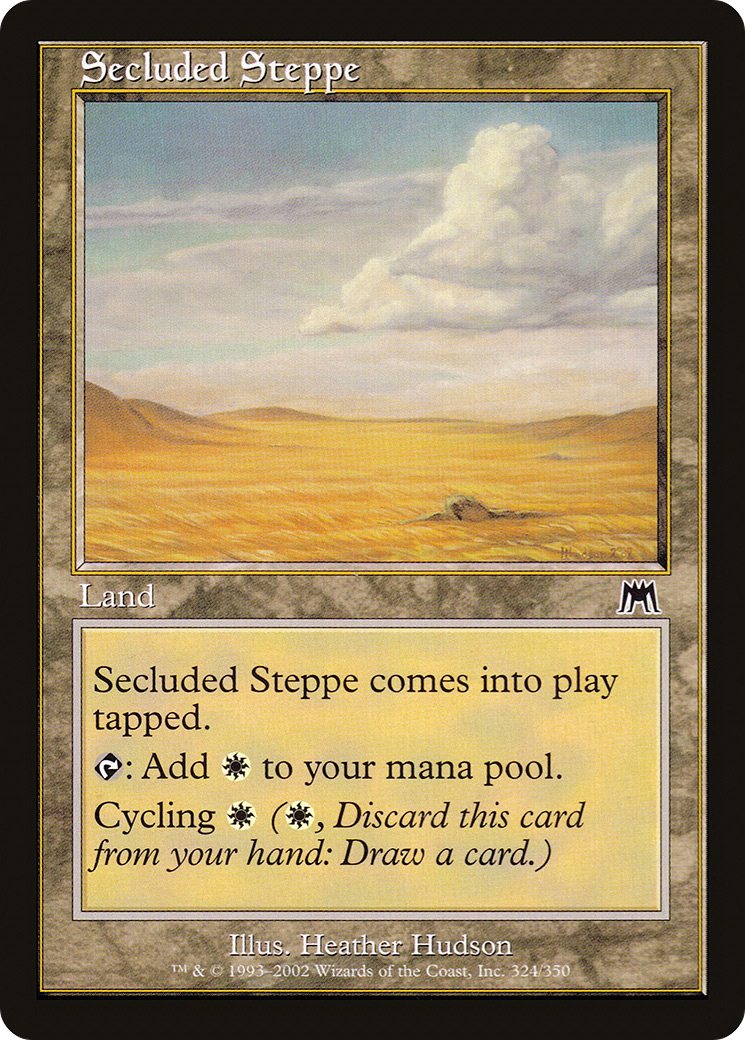 Secluded Steppe
Land
Secluded Steppe comes into play
tapped.
: Add to your mana pool.
Cycling (, Discard this card
from your hand: Draw a card.)
Illus. Heather Hudson
™ & © 1993–2002 Wizards of the Coast, Inc. 324/350